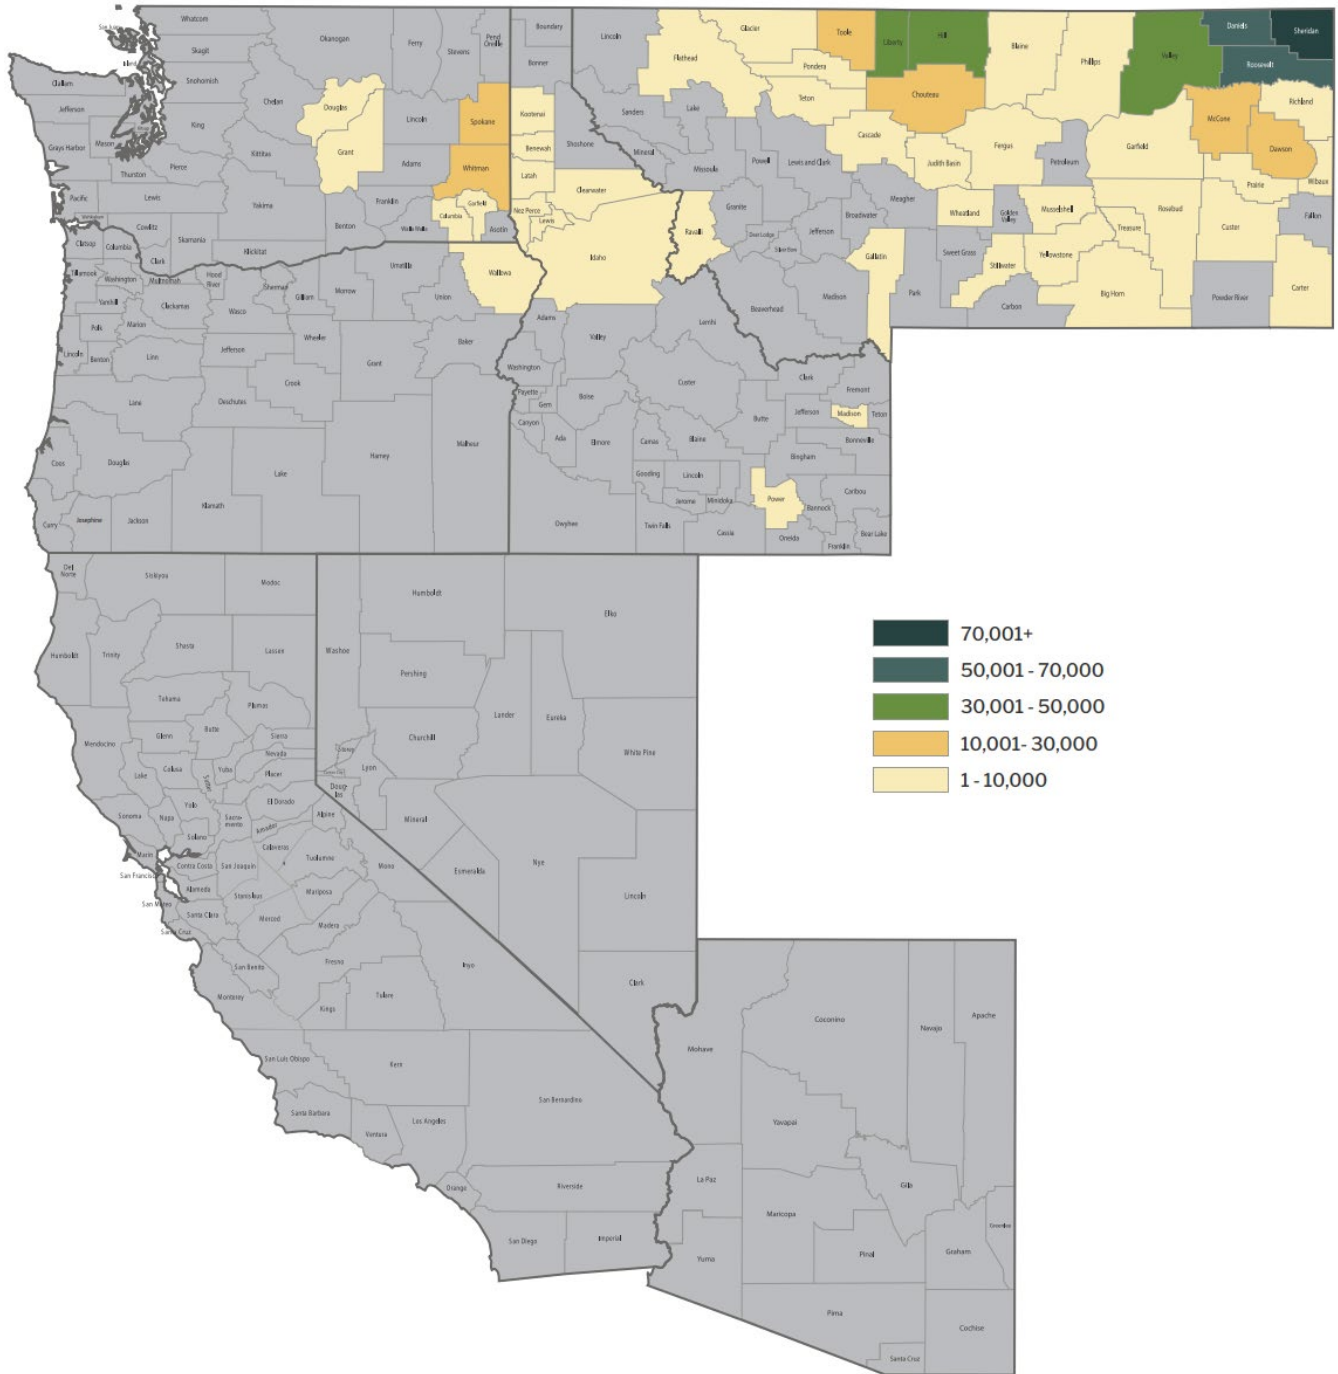 Whatcom
Skagit
Snohomish
King
Pierce
Clallam
Jefferson
Grays Harbor
Mason
Thurston
Pacific
Lewis
Cowlitz
Clark
Skamania
Klickitat
Yakima
Kittitas
Chelan
Okanogan
Ferry
Stevens
Pend
Oreille
Douglas
Grant
Lincoln
Spokane
Adams
Whitman
Franklin
Benton
Walla Walla
Columbia
Garfield
Asotin
Boundary
Bonner
Kootenai
Benewah
Shoshone
Latah
Clearwater
Nez Perce
Lewis
Idaho
Adams
Valley
Lemhi
Washington
Payette
Gem
Boise
Custer
Canyon
Ada
Elmore
Camas
Blaine
Butte
Clark
Fremont
Jefferson
Madison
Teton
Bonneville
Bingham
Gooding
Lincoln
Jerome
Minidoka
Power
Bannock
Caribou
Owyhee
Twin Falls
Cassia
Oneida
Franklin
Bear Lake
Lincoln
Flathead
Glacier
Toole
Liberty
Hill
Blaine
Phillips
Valley
Daniels
Sheridan
Roosevelt
Pondera
Teton
Chouteau
Sanders
Lake
Mineral
Missoula
Powell
Lewis and Clark
Cascade
Judith Basin
Fergus
Petroleum
Garfield
McCone
Richland
Dawson
Wibaux
Prairie
Ravalli
Granite
Deer Lodge
Silver Bow
Jefferson
Broadwater
Meagher
Wheatland
Golden
Valley
Musselshell
Treasure
Rosebud
Custer
Fallon
Beaverhead
Madison
Gallatin
Park
Sweet Grass
Stillwater
Yellowstone
Carbon
Big Horn
Powder River
Carter
Clatsop
Columbia
Tillamook
Washington
Multnomah
Hood
River
Yamhill
Clackamas
Wasco
Sherman
Gilliam
Morrow
Umatilla
Union
Wallowa
Polk
Marion
Lincoln
Benton
Linn
Jefferson
Wheeler
Grant
Baker
Lane
Deschutes
Crook
Coos
Douglas
Klamath
Lake
Harney
Malheur
Curry
Josephine
Jackson
Del
Norte
Siskiyou
Modoc
Humboldt
Trinity
Shasta
Lassen
Tehama
Plumas
Mendocino
Glenn
Butte
Sierra
Nevada
Lake
Colusa
Sutter
Yuba
Placer
Sonoma
Napa
Yolo
El Dorado
Sacra-
mento
Amador
Alpine
Solano
Marin
Calaveras
Tuolumne
Mono
Contra Costa
San Joaquin
San Francisc
Alameda
Stanislaus
Mariposa
San Mateo
Santa Clara
Merced
Madera
Santa Cruz
San Benito
Fresno
Inyo
Monterey
Kings
Tulare
San Luis Obispo
Kern
San Bernardino
Santa Barbara
Ventura
Los Angeles
Orange
Riverside
San Diego
Imperial
Washoe
Humboldt
Elko
Pershing
Lander
Eureka
Churchill
White Pine
Storey
Lyon
Doug-
las
Mineral
Esmeralda
Nye
Lincoln
Clark
Mohave
Coconino
Navajo
Apache
Yavapai
La Paz
Maricopa
Gila
Greenlee
Yuma
Pinal
Graham
Pima
Cochise
Santa Cruz
70,001+
50,001 - 70,000
30,001 - 50,000
10,001- 30,000
1 - 10,000